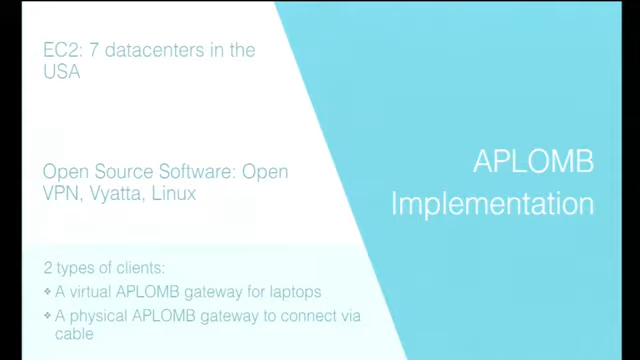 EC2: 7 datacenters in the
USA
Open Source Software: Open
VPN, Vyatta, Linux
2 types of clients:
❖ A virtual APLOMB gateway for laptops
❖ A physical APLOMB gateway to connect via
cable
APLOMB
Implementation